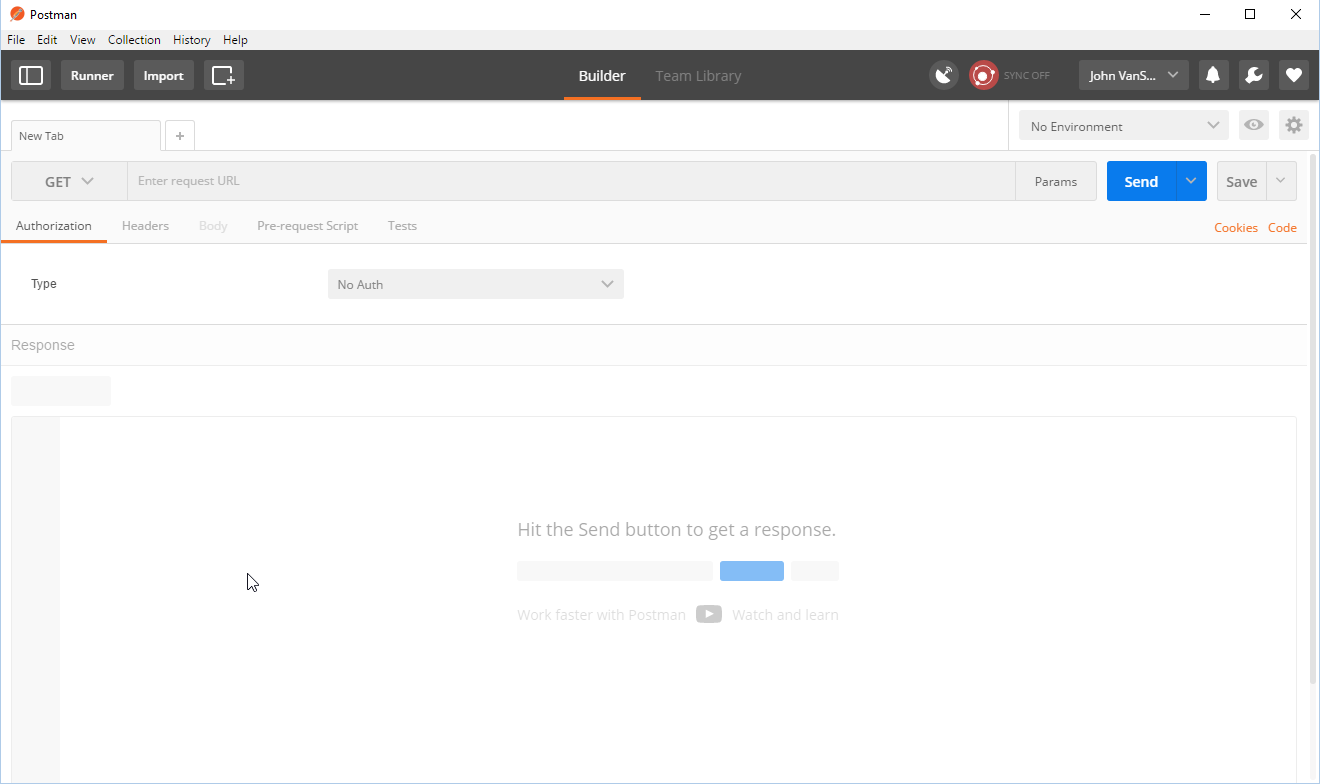 Postman
File Edit View Collection History Help
Runner Import Builder Team Library SYNC OFF John VanS...
New Tab + No Environment
GET Enter request URL Params Send Save
Authorization Headers Body Pre-request Script Tests Cookies Code
Type No Auth
Response
Hit the Send button to get a response.
Work faster with Postman Watch and learn